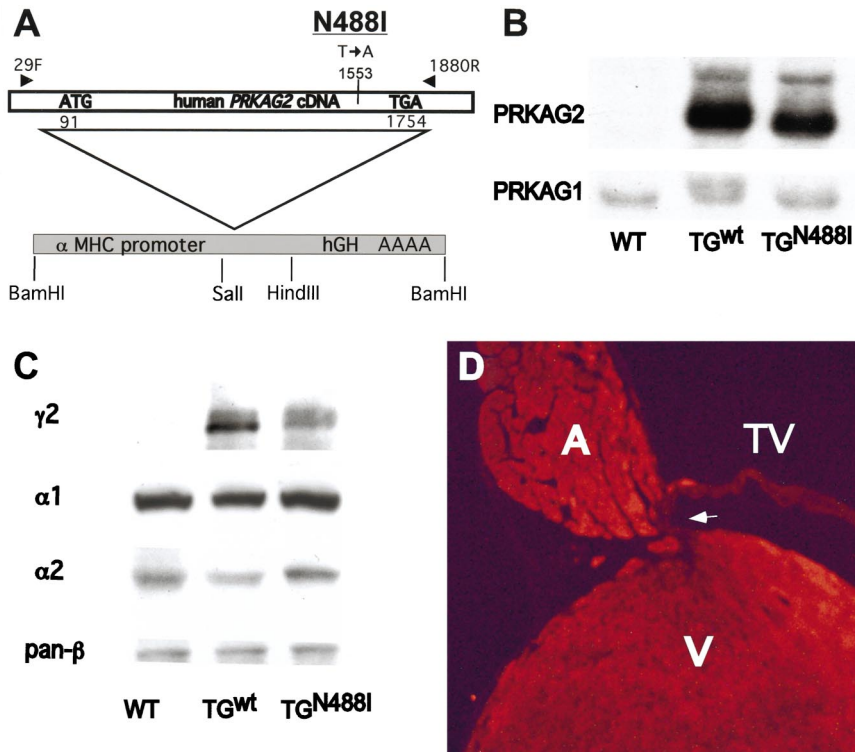 A
N488I
T→A
29F
1553
1880R
ATG human PRKAG2 cDNA TGA
91 1754
α MHC promoter hGH AAAA
BamHI SalI HindIII BamHI
B
PRKAG2
PRKAG1
WT TGwt TGN488I
C
γ2
α1
α2
pan-β
WT TGwt TGN488I
D
A
TV
V